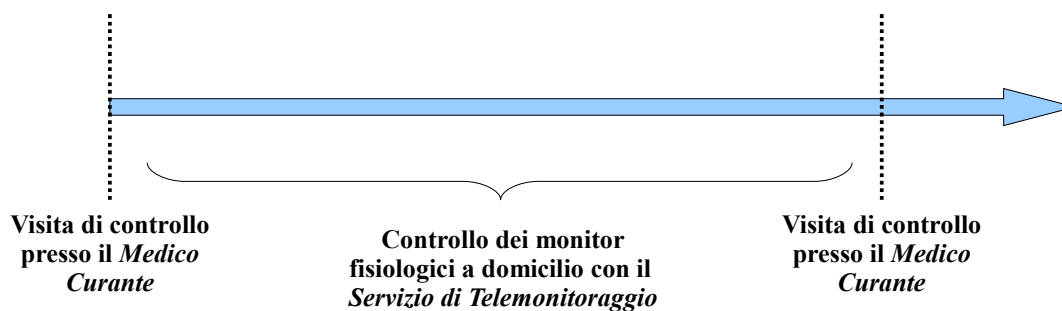 Visita di controllo
presso il Medico
Curante
Controllo dei monitor
fisiologici a domicilio con il
Servizio di Telemonitoraggio
Visita di controllo
presso il Medico
Curante